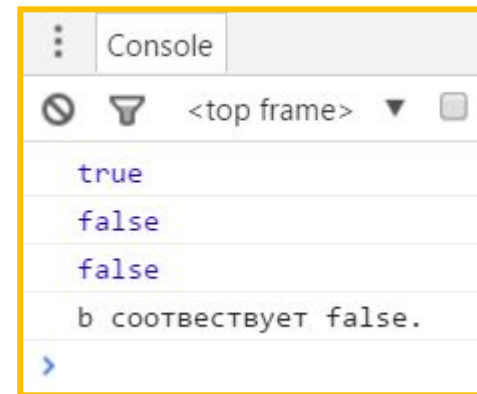 Console
<top frame>
true
false
false
b соотвествует false.